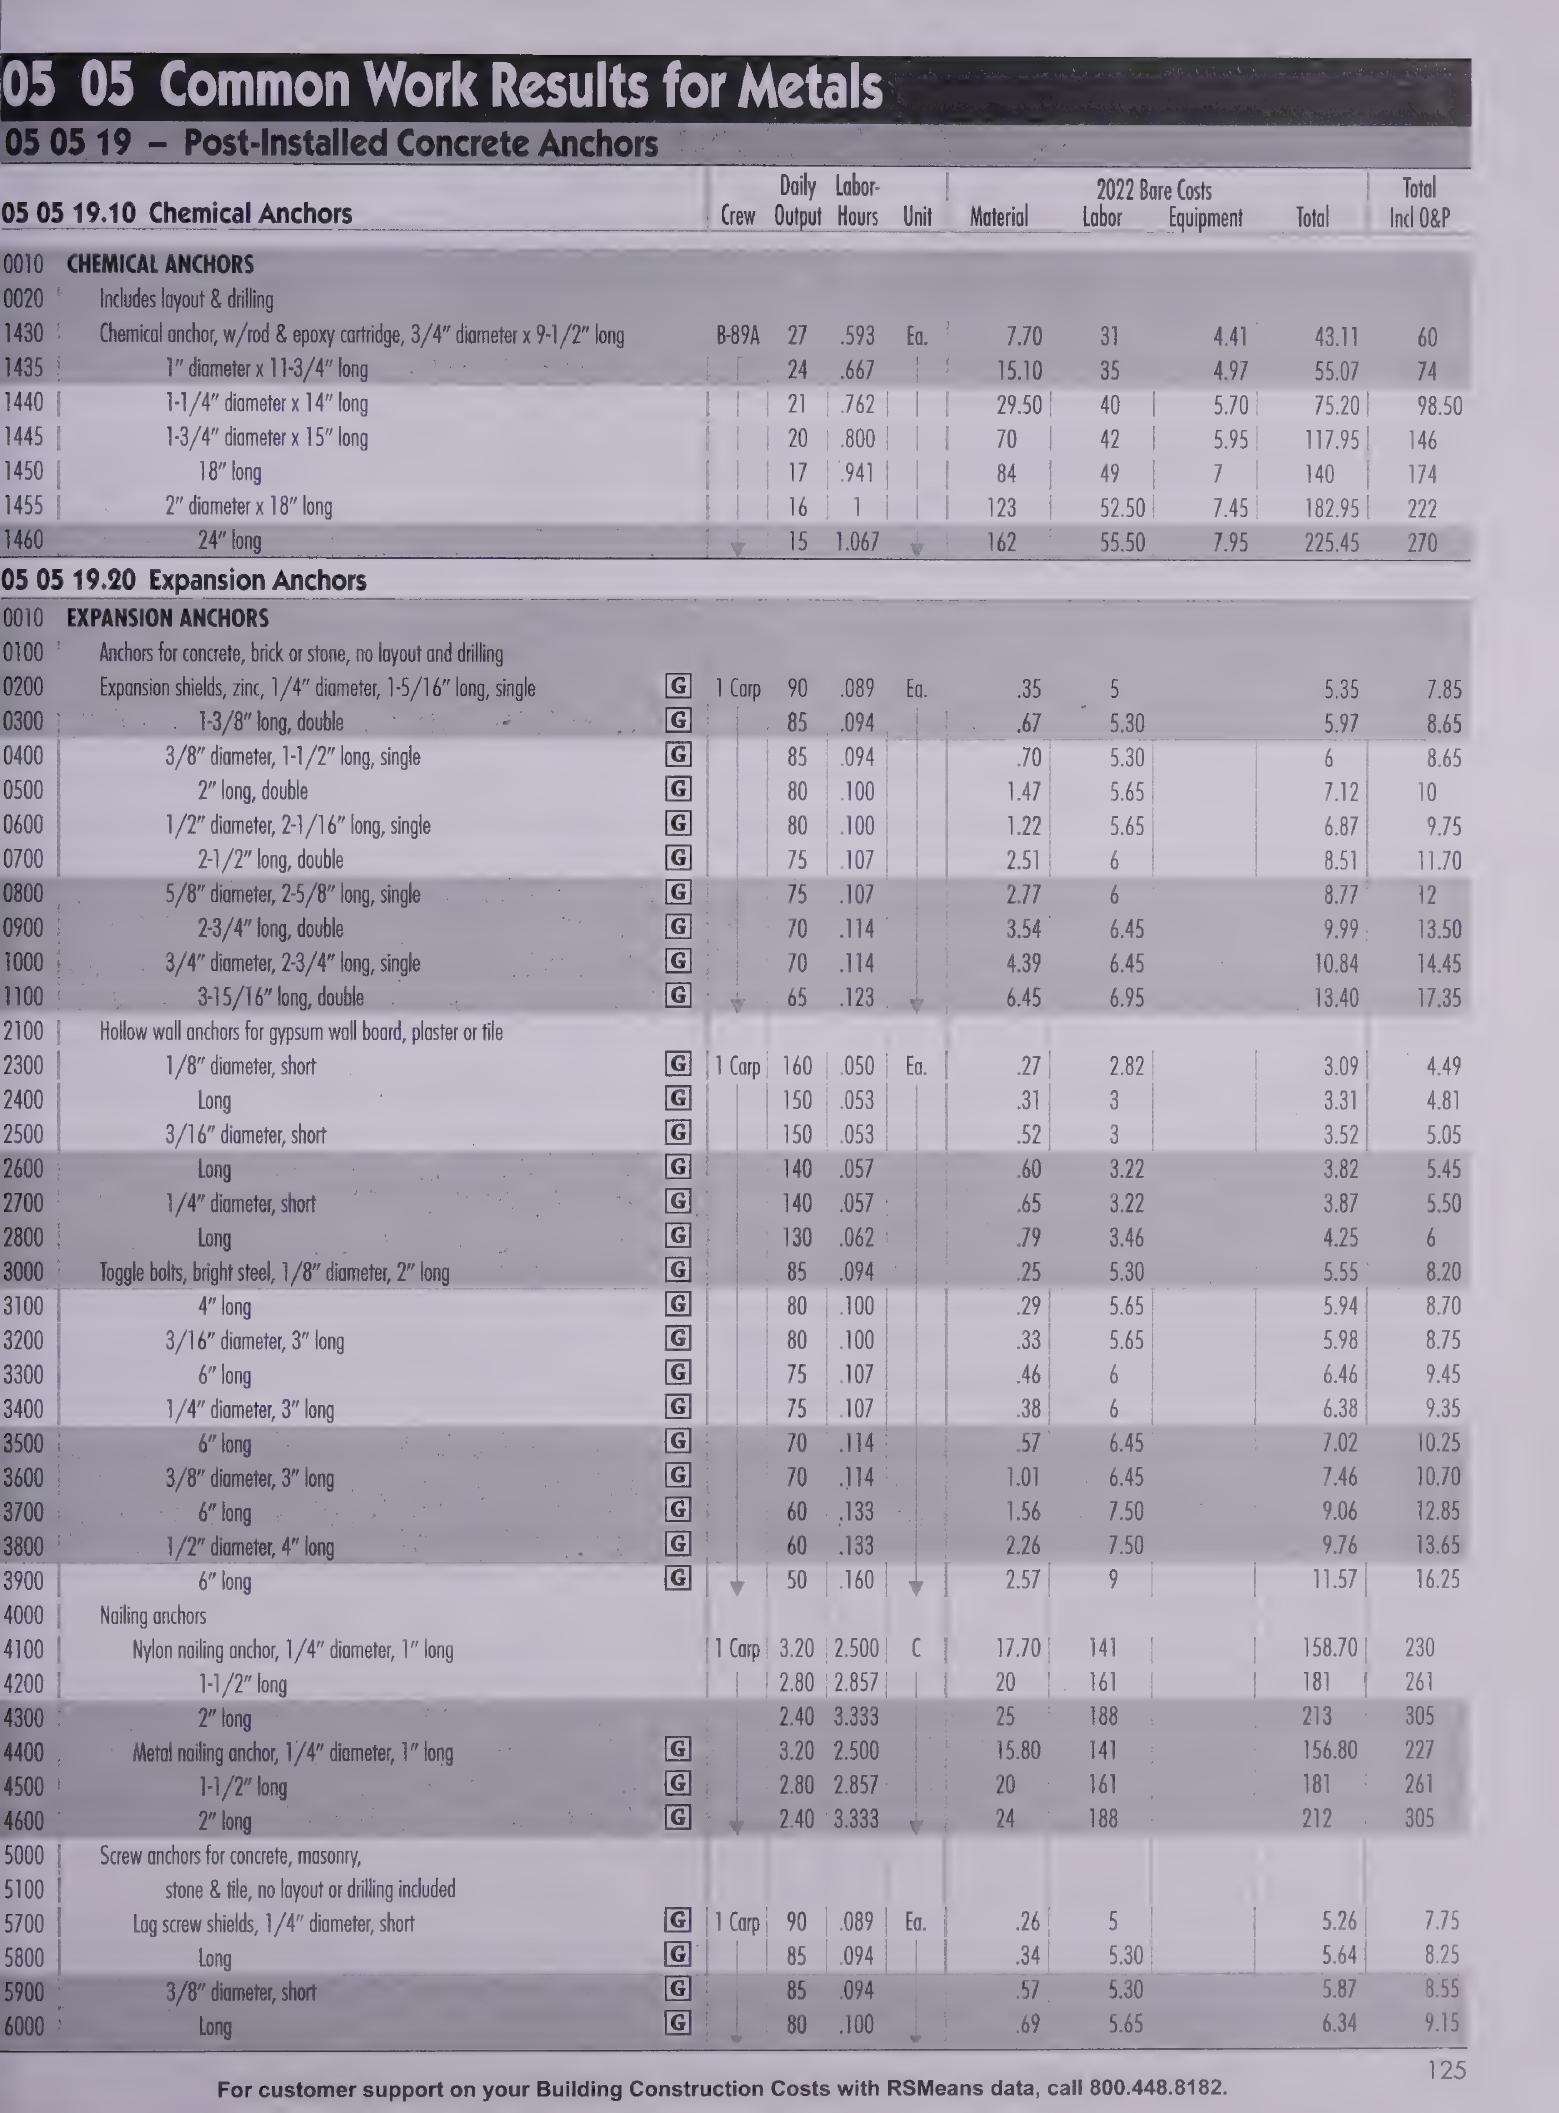 05 05 Common Work Results for Metals
05 05 19 – Post-Installed Concrete Anchors
05 05 19.10 Chemical Anchors Crew Daily Output Labor-Hours Unit Material Labor Equipment Total 2022 Bare Costs Total Incl O&P
0010 CHEMICAL ANCHORS
0020 Includes layout & drilling
1430 Chemical anchor, w/rod & epoxy cartridge, 3/4" diameter x 9-1/2" long B-89A 27 .593 Ea. 7.70 31 4.41 43.11 60
1435 1" diameter x 11-3/4" long 24 .667 15.10 35 4.97 55.07 74
1440 1-1/4" diameter x 14" long 21 .762 29.50 40 5.70 75.20 98.50
1445 1-3/4" diameter x 15" long 20 .800 70 42 5.95 117.95 146
1450 18" long 17 .941 84 49 7 140 174
1455 2" diameter x 18" long 16 1 123 52.50 7.45 182.95 222
1460 24" long 15 1.067 162 55.50 7.95 225.45 270
05 05 19.20 Expansion Anchors
0010 EXPANSION ANCHORS
0100 Anchors for concrete, brick or stone, no layout and drilling
0200 Expansion shields, zinc, 1/4" diameter, 1-5/16" long, single G 1 Carp 90 .089 Ea. .35 5 5.35 7.85
0300 1-3/8" long, double G 85 .094 .67 5.30 5.97 8.65
0400 3/8" diameter, 1-1/2" long, single G 85 .094 .70 5.30 6 8.65
0500 2" long, double G 80 .100 1.47 5.65 7.12 10
0600 1/2" diameter, 2-1/16" long, single G 80 .100 1.22 5.65 6.87 9.75
0700 2-1/2" long, double G 75 .107 2.51 6 8.51 11.70
0800 5/8" diameter, 2-5/8" long, single G 75 .107 2.77 6 8.77 12
0900 2-3/4" long, double G 70 .114 3.54 6.45 9.99 13.50
1000 3/4" diameter, 2-3/4" long, single G 70 .114 4.39 6.45 10.84 14.45
1100 3-15/16" long, double G 65 .123 6.45 6.95 13.40 17.35
2100 Hollow wall anchors for gypsum wall board, plaster or tile
2300 1/8" diameter, short G 1 Carp 160 .050 Ea. .27 2.82 3.09 4.49
2400 Long G 150 .053 .31 3 3.31 4.81
2500 3/16" diameter, short G 150 .053 .52 3 3.52 5.05
2600 Long G 140 .057 .60 3.22 3.82 5.45
2700 1/4" diameter, short G 140 .057 .65 3.22 3.87 5.50
2800 Long G 130 .062 .79 3.46 4.25 6
3000 Toggle bolts, bright steel, 1/8" diameter, 2" long G 85 .094 .25 5.30 5.55 8.20
3100 4" long G 80 .100 .29 5.65 5.94 8.70
3200 3/16" diameter, 3" long G 80 .100 .33 5.65 5.98 8.75
3300 6" long G 75 .107 .46 6 6.46 9.45
3400 1/4" diameter, 3" long G 75 .107 .38 6 6.38 9.35
3500 6" long G 70 .114 .57 6.45 7.02 10.25
3600 3/8" diameter, 3" long G 70 .114 1.01 6.45 7.46 10.70
3700 6" long G 60 .133 1.56 7.50 9.06 12.85
3800 1/2" diameter, 4" long G 60 .133 2.26 7.50 9.76 13.65
3900 6" long G 50 .160 2.57 9 11.57 16.25
4000 Nailing anchors
4100 Nylon nailing anchor, 1/4" diameter, 1" long 1 Carp 3.20 2.500 C 17.70 141 158.70 230
4200 1-1/2" long 2.80 2.857 20 161 181 261
4300 2" long 2.40 3.333 25 188 213 305
4400 Metal nailing anchor, 1/4" diameter, 1" long G 3.20 2.500 15.80 141 156.80 227
4500 1-1/2" long G 2.80 2.857 20 161 181 261
4600 2" long G 2.40 3.333 24 188 212 305
5000 Screw anchors for concrete, masonry,
5100 stone & tile, no layout or drilling included
5700 Lag screw shields, 1/4" diameter, short G 1 Carp 90 .089 Ea. .26 5 5.26 7.75
5800 Long G 85 .094 .34 5.30 5.64 8.25
5900 3/8" diameter, short G 85 .094 .57 5.30 5.87 8.55
6000 Long G 80 .100 .69 5.65 6.34 9.15
125
For customer support on your Building Construction Costs with RSMeans data, call 800.448.8182.